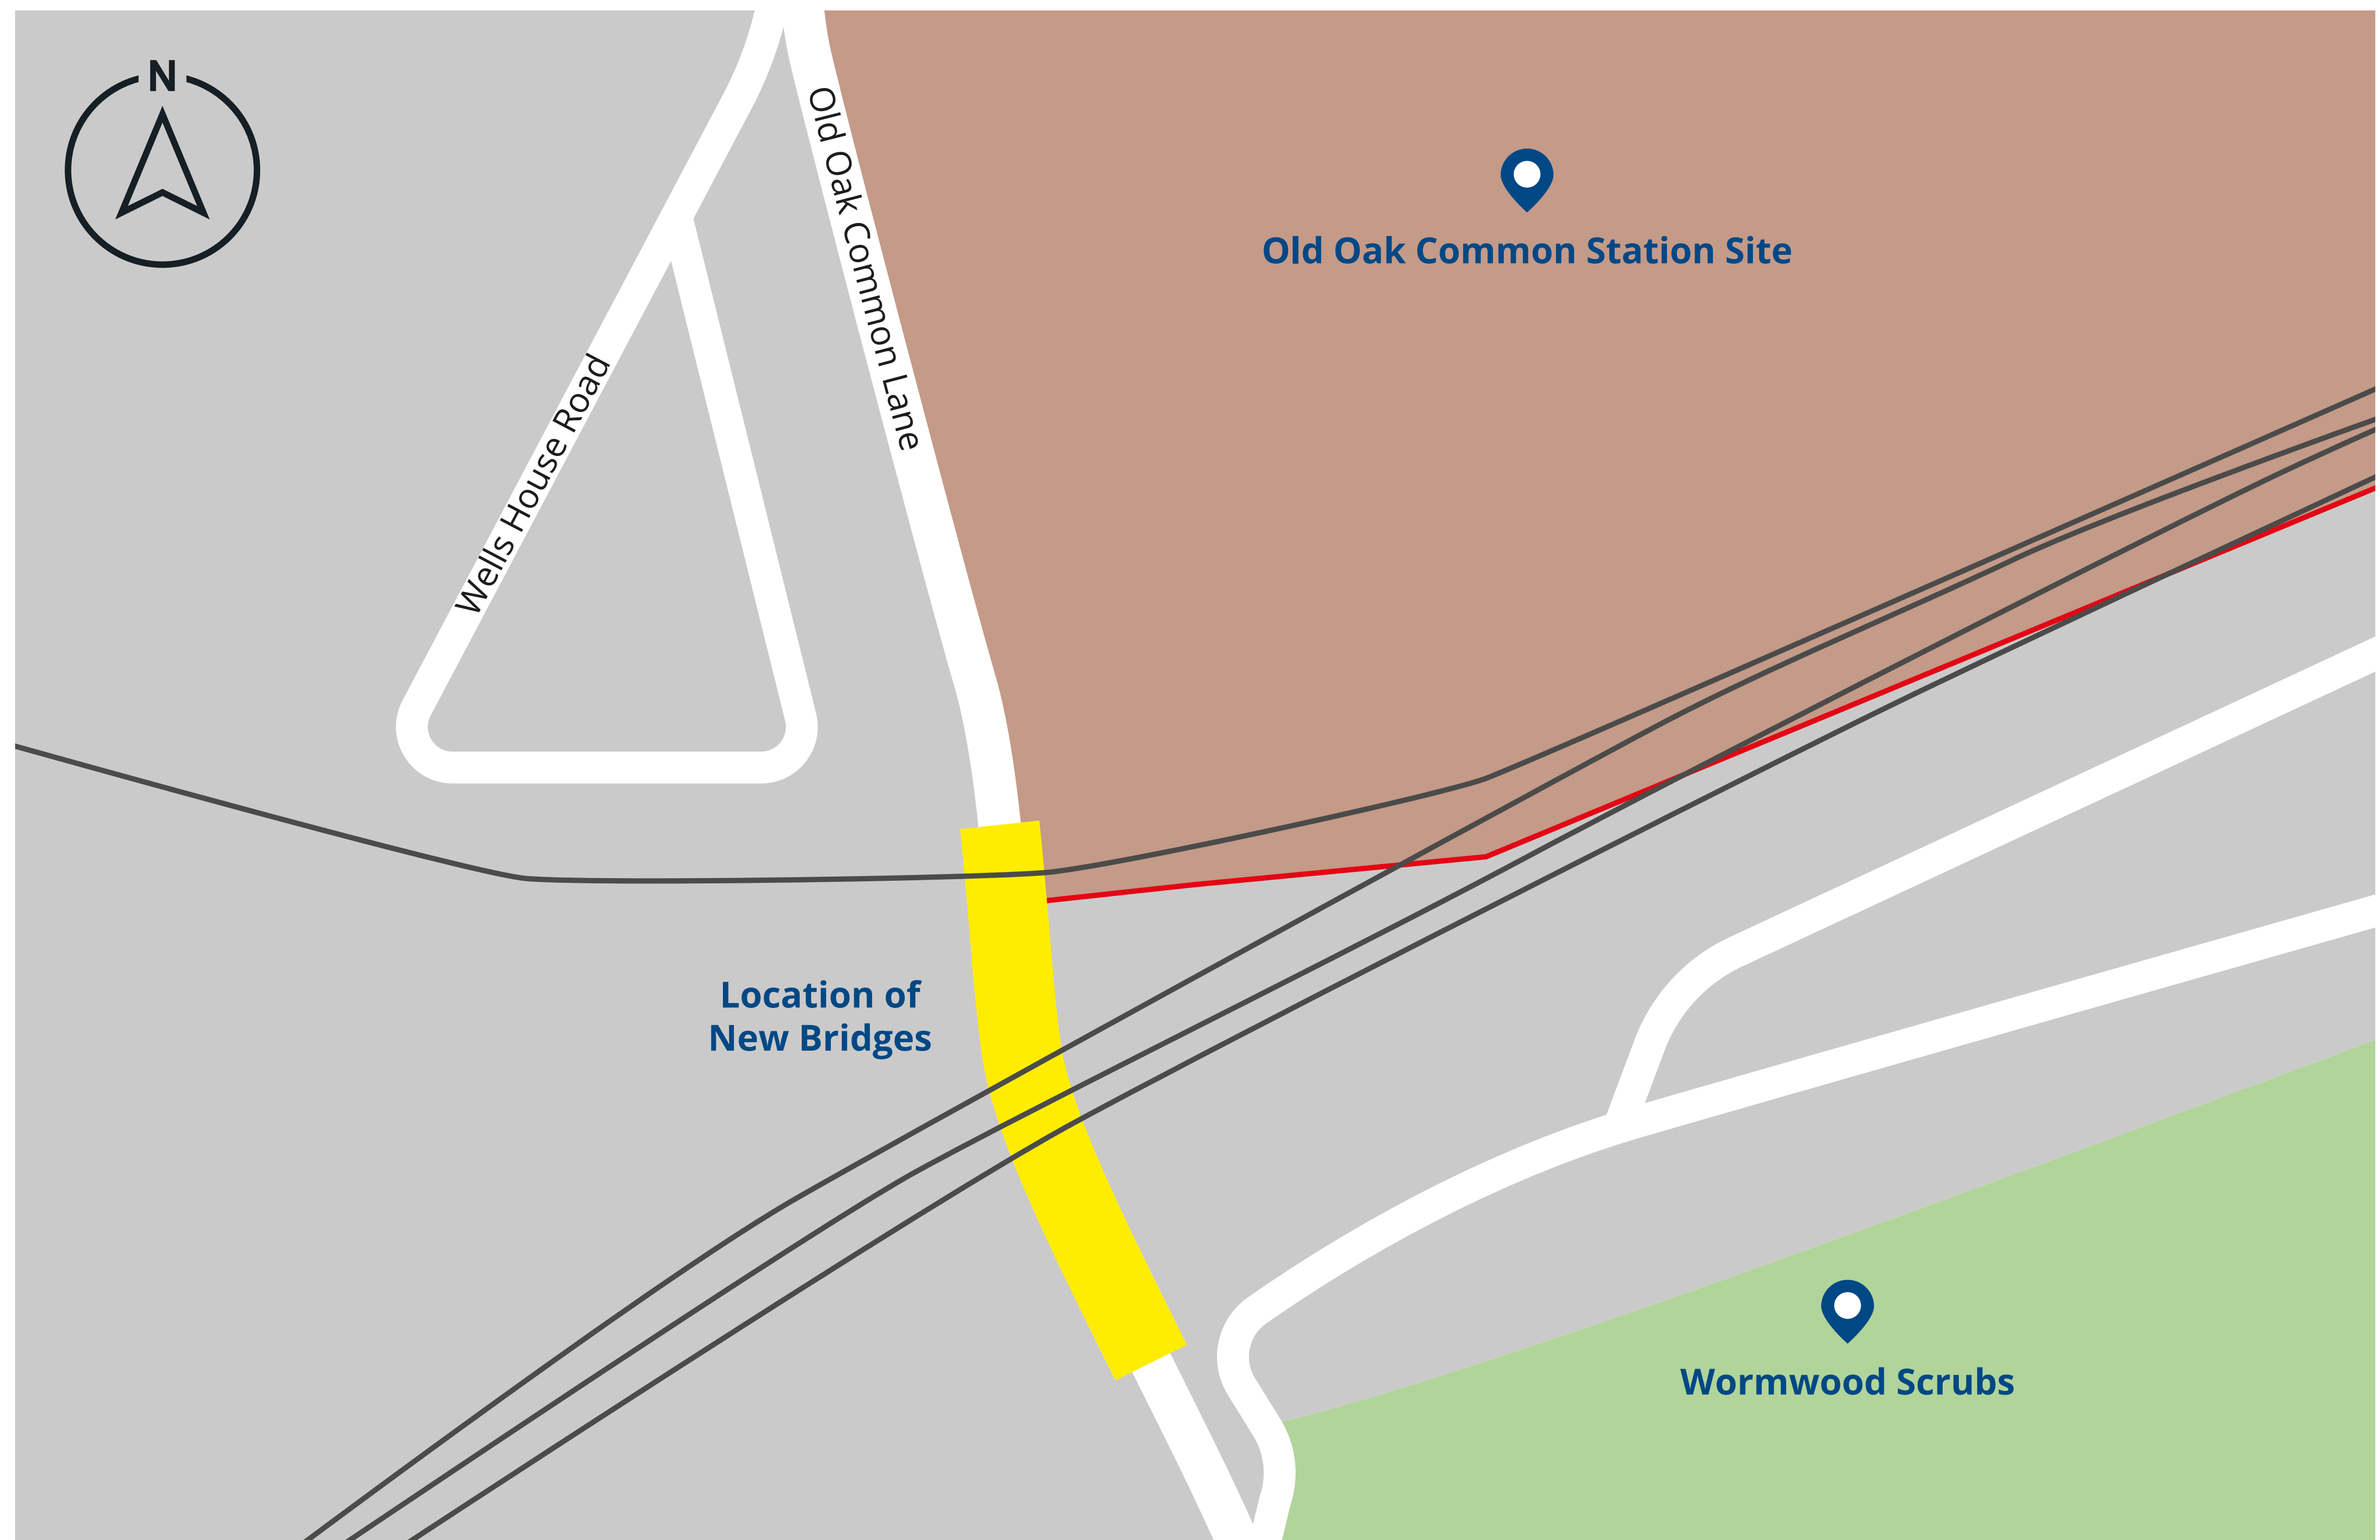 N
Old Oak Common Lane
Old Oak Common Station Site
Wells House Road
Location of
New Bridges
Wormwood Scrubs